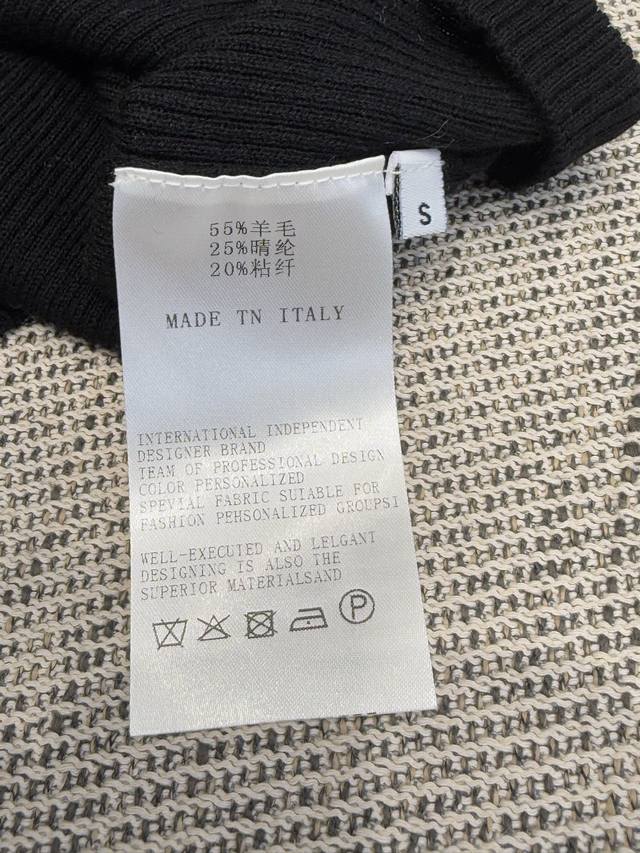 55%羊毛
25%晴纶
20%粘纤
S
MADE TN ITALY
INTERNATIONAL INDEPENDENT
DESIGNER BRAND
TEAM OF PROFESSIONAL DESIGN
COLOR PERSONALIZED
SPEVIAL FABRIC SUIABLE FOR
FASHION PEHSONALIZED GROUPSI
WELL-EXECUTED AND LELGANT
DESIGNING IS ALSO THE
SUPERIOR MATERIALSAND
P